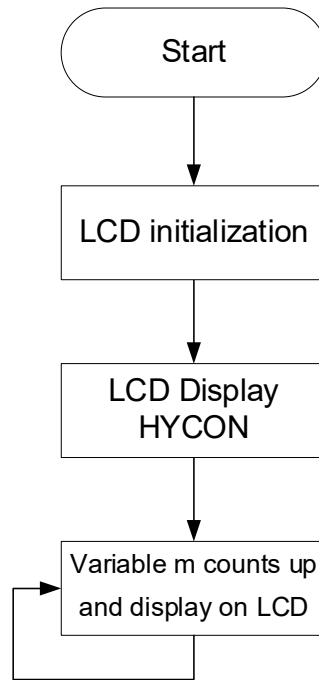 Start
LCD initialization
LCD Display
HYCON
Variable m counts up
and display on LCD